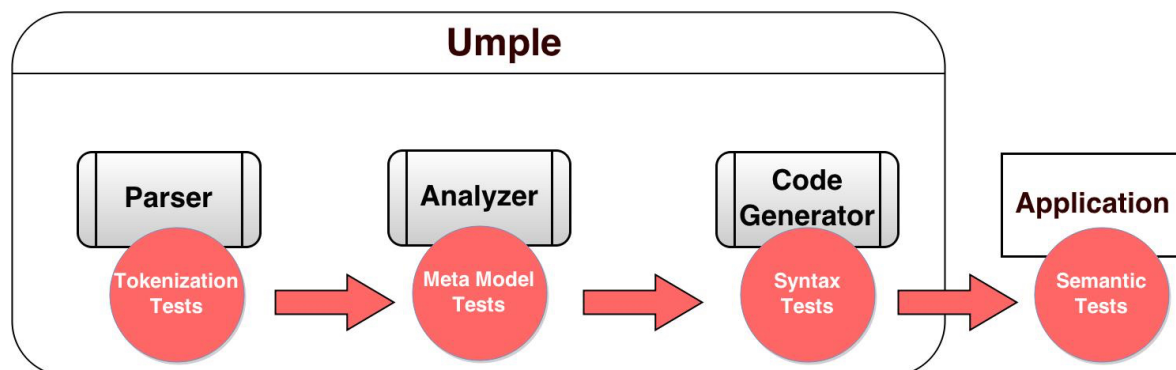 Umple
Parser
Analyzer
Code
Generator
Application
Tokenization
Tests
Meta Model
Tests
Syntax
Tests
Semantic
Tests